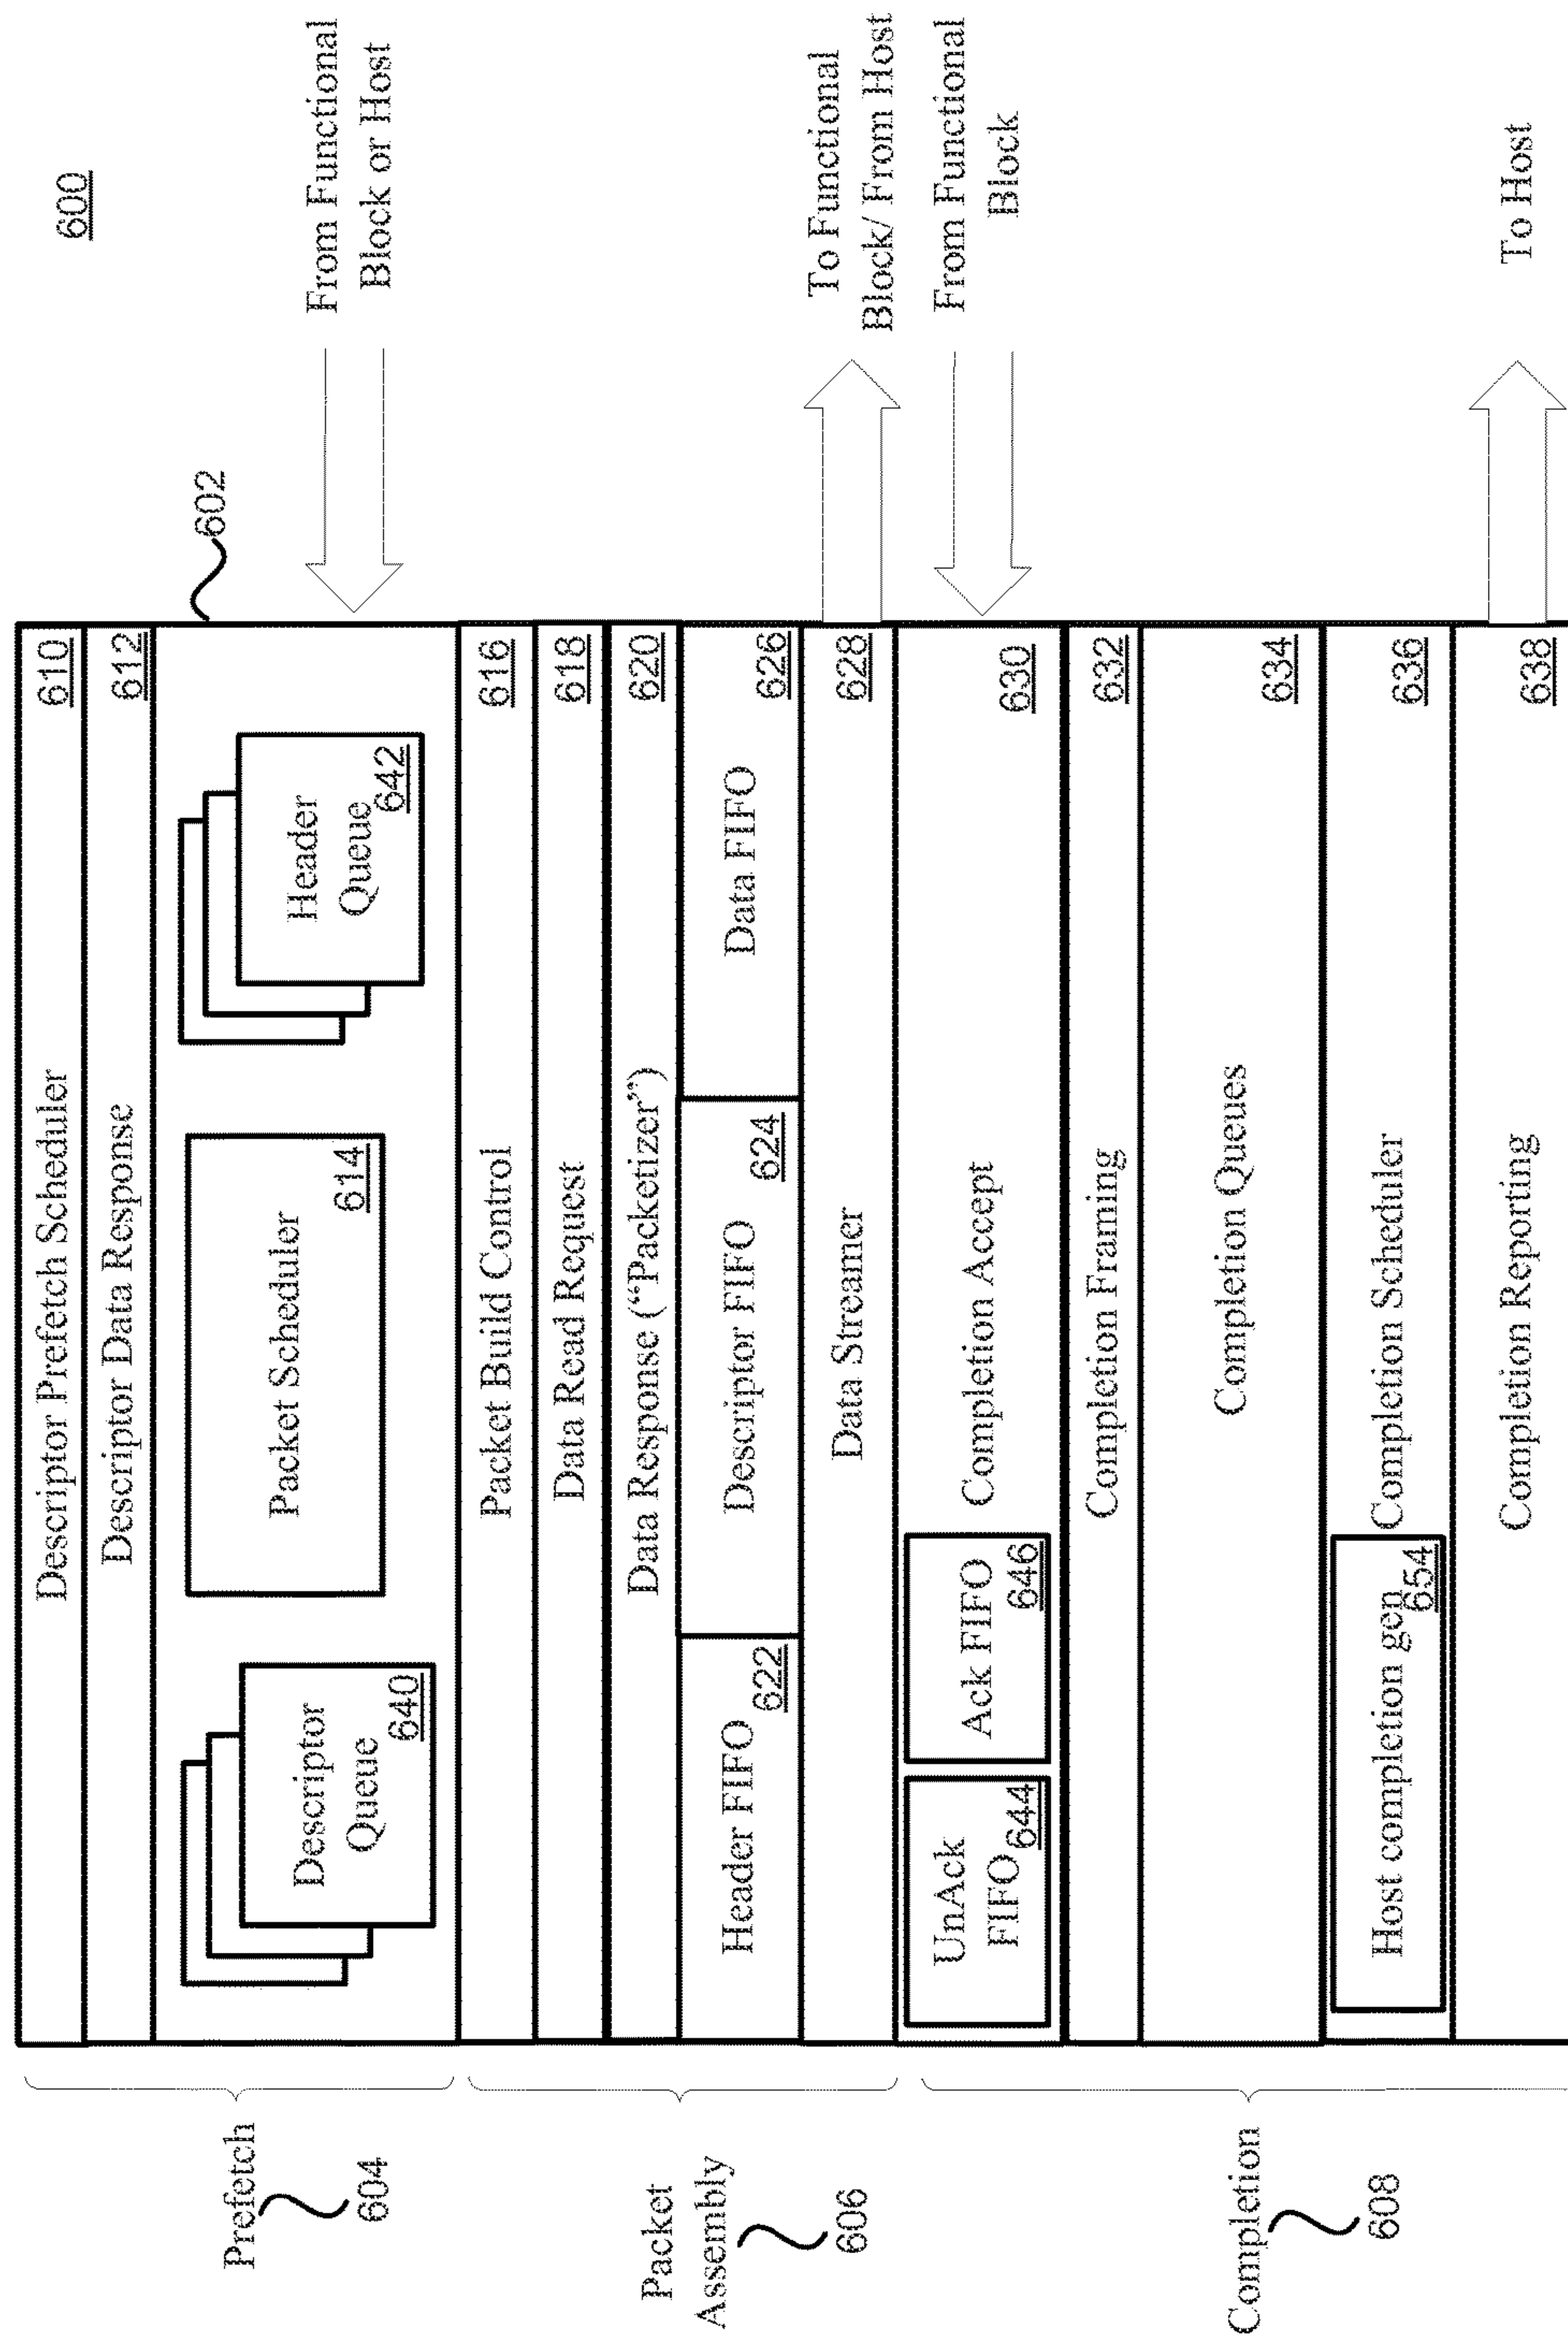 600
Descriptor Prefetch Scheduler
610
Descriptor Data Response
612
602
Prefetch
604
Descriptor
Queue
640
Packet Scheduler
614
Header
Queue
642
From Functional
Block or Host
Packet Build Control
616
Data Read Request
618
Packet
Assembly
606
Data Response ("Packetizer")
620
Header FIFO
622
Descriptor FIFO
624
Data FIFO
626
Data Streamer
628
To Functional
Block/ From Host
UnAck
FIFO
644
Ack FIFO
646
Completion Accept
630
From Functional
Block
Completion Framing
632
Completion
608
Completion Queues
634
Host completion gen
654
Completion Scheduler
636
Completion Reporting
638
To Host